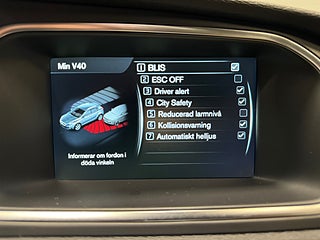 Min V40
1 BLIS
2 ESC OFF
3 Driver alert
4 City Safety
5 Reducerad larmnivå
6 Kollisionsvarning
7 Automatiskt helljus
Informerar om fordon i
döda vinkeln